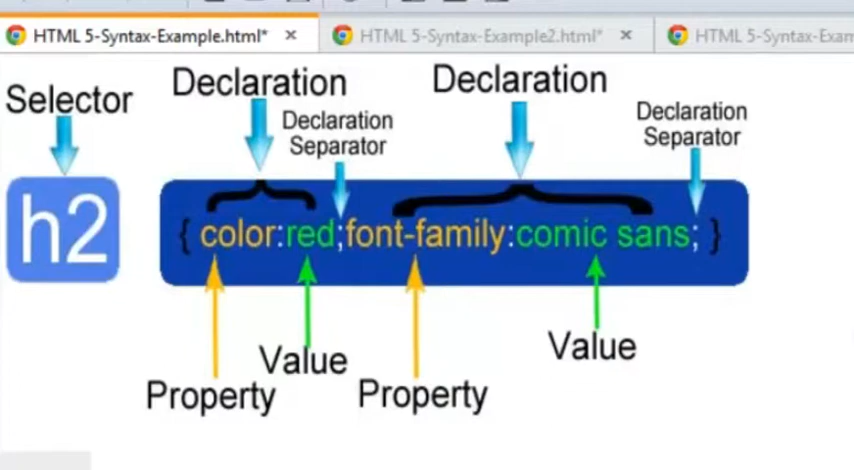 HTML 5-Syntax-Example.html* ×
HTML 5-Syntax-Example2.html* ×
HTML 5-Syntax-Exam
Selector
Declaration
Declaration
Separator
Declaration
Declaration
Separator
h2
{ color:red;font-family:comic sans; }
Property
Value
Property
Value